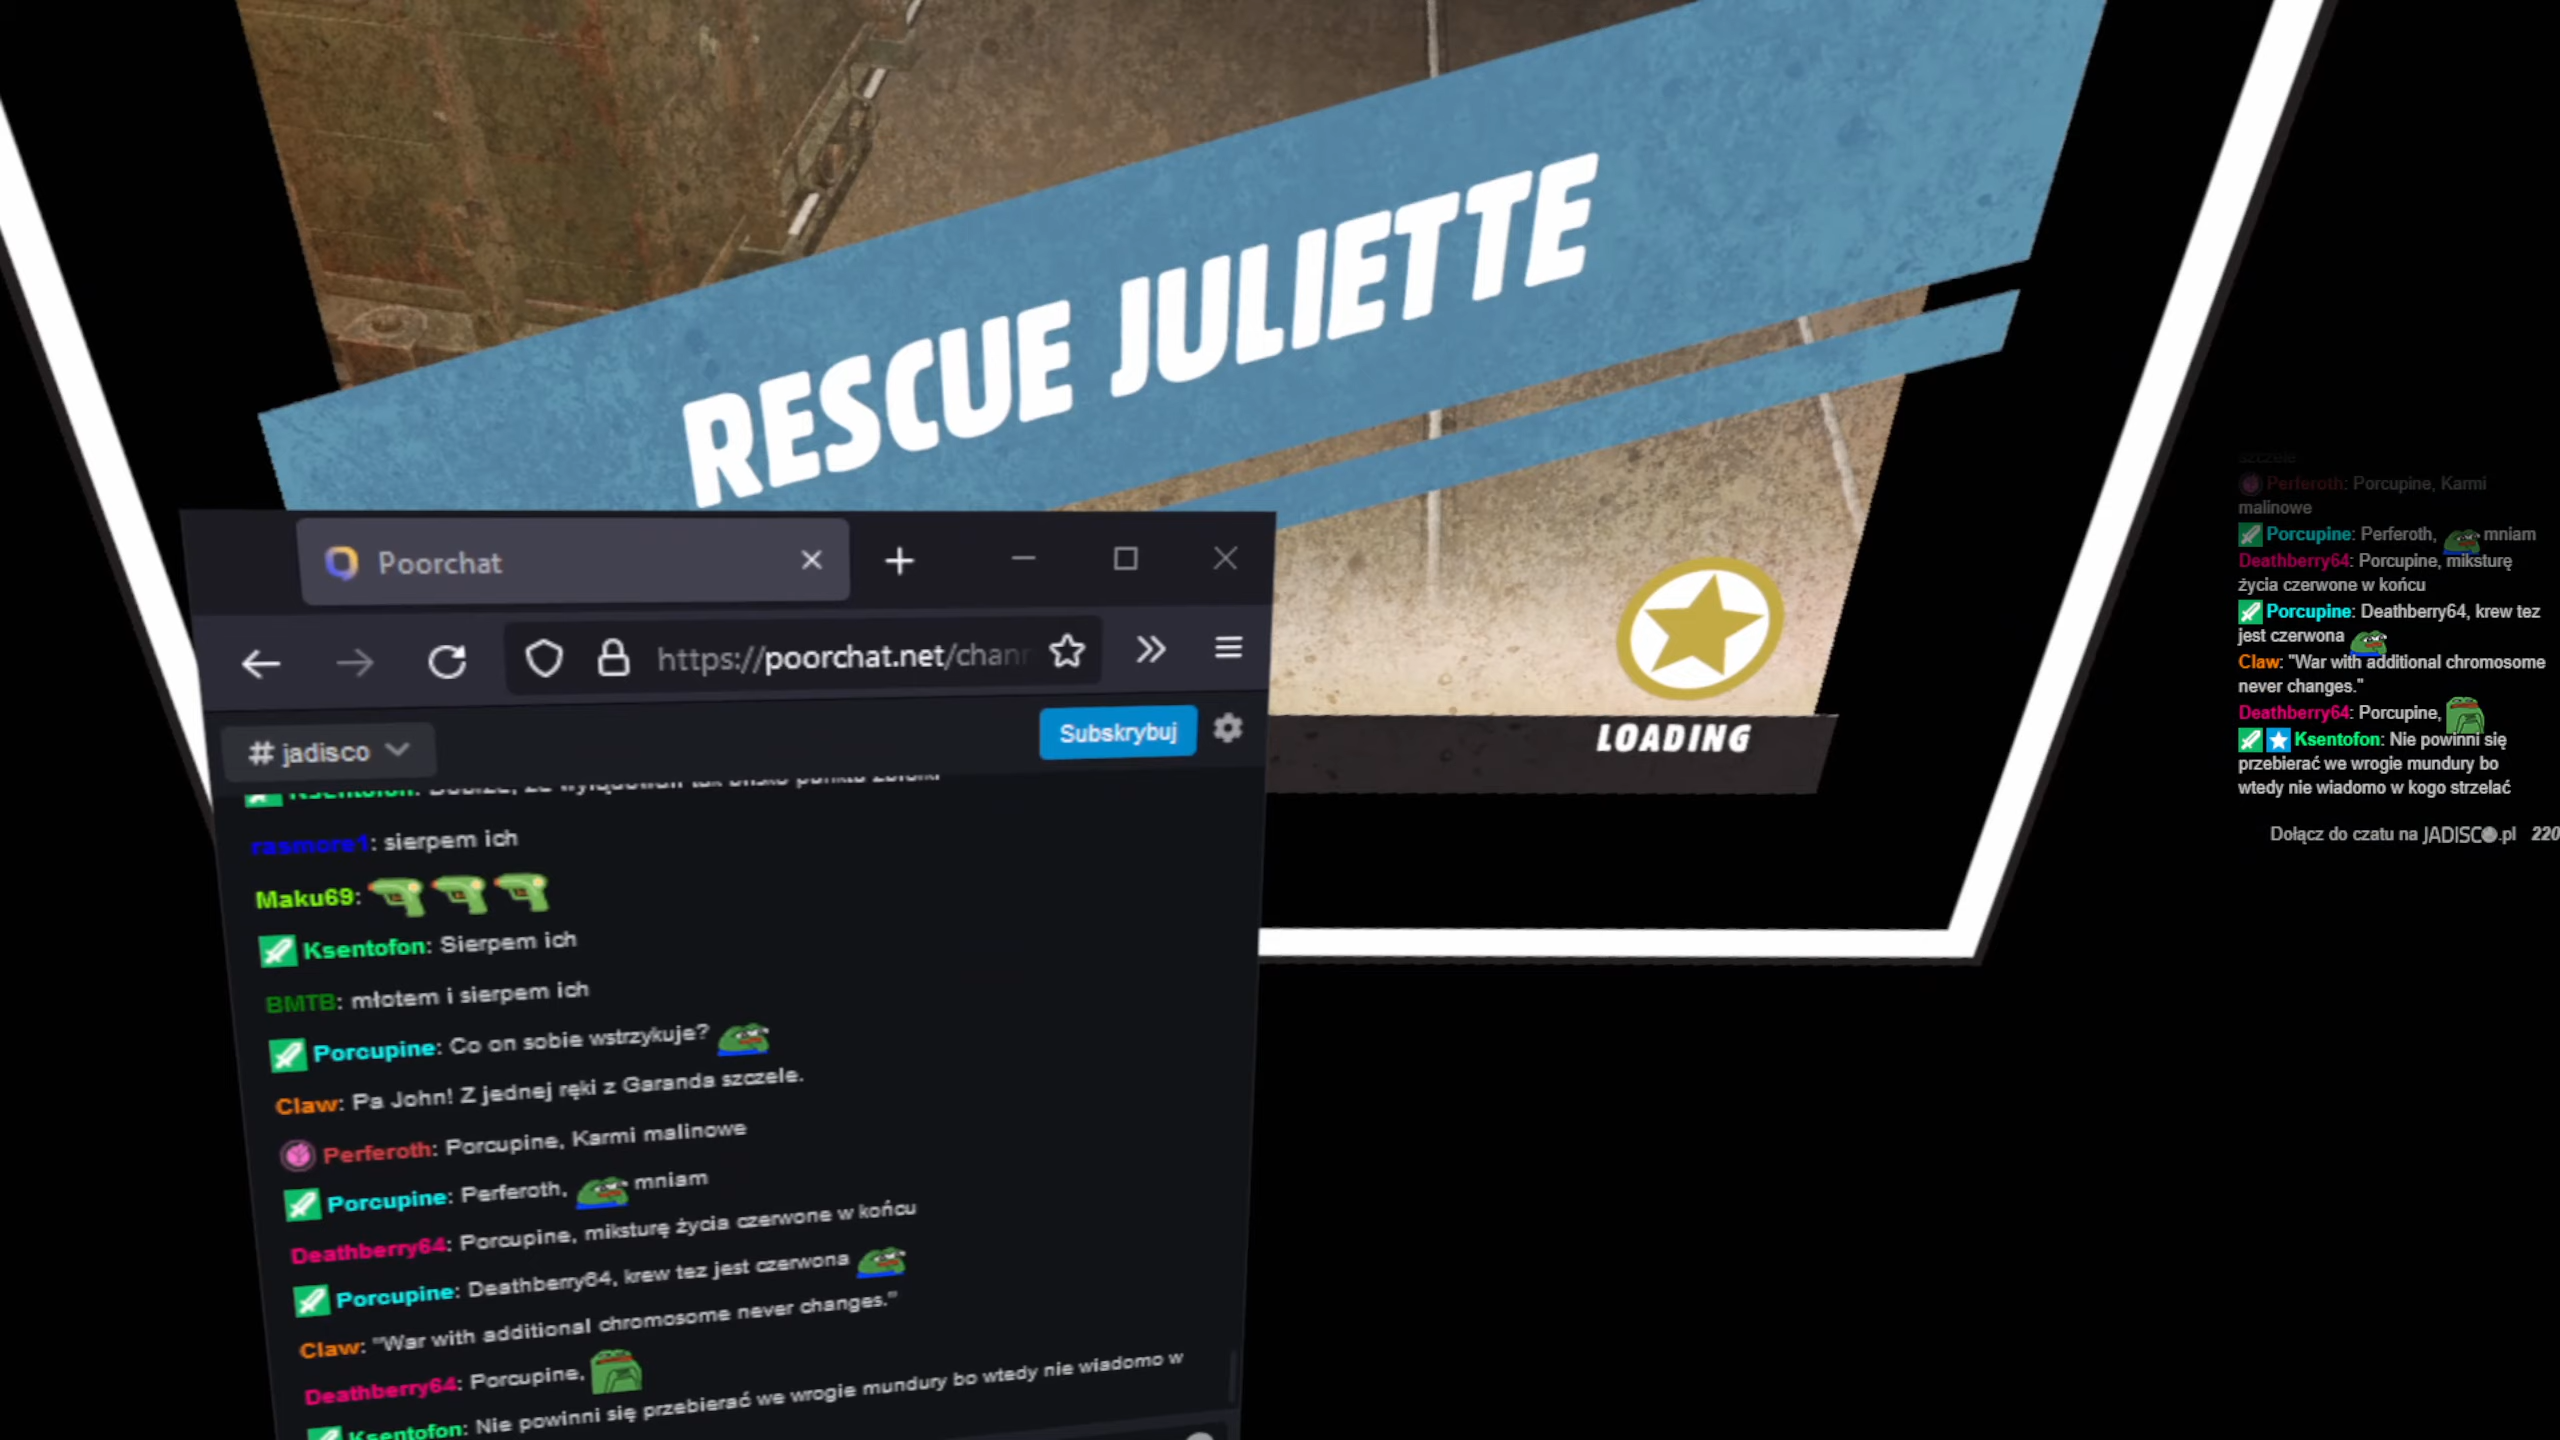 RESCUE JULIETTE
LOADING
Poorchat
https://poorchat.net/chann
# jadisco
Subskrybuj
Ksentofon:
rasmore1: sierpem ich
Maku69:
Ksentofon: Sierpem ich
BMTB: młotem i sierpem ich
Porcupine: Co on sobie wstrzykuje?
Claw: Pa John! Z jednej ręki z Garanda szczele.
Perferoth: Porcupine, Karmi malinowe
Porcupine: Perferoth, mniam
Deathberry64: Porcupine, miksturę życia czerwone w końcu
Porcupine: Deathberry64, krew tez jest czerwona
Claw: "War with additional chromosome never changes."
Deathberry64: Porcupine,
Ksentofon: Nie powinni się przebierać we wrogie mundury bo wtedy nie wiadomo w
szczele
Perferoth: Porcupine, Karmi
malinowe
Porcupine: Perferoth, mniam
Deathberry64: Porcupine, miksturę
życia czerwone w końcu
Porcupine: Deathberry64, krew tez
jest czerwona
Claw: "War with additional chromosome
never changes."
Deathberry64: Porcupine,
Ksentofon: Nie powinni się
przebierać we wrogie mundury bo
wtedy nie wiadomo w kogo strzelać
Dołącz do czatu na JADISCO.pl 220